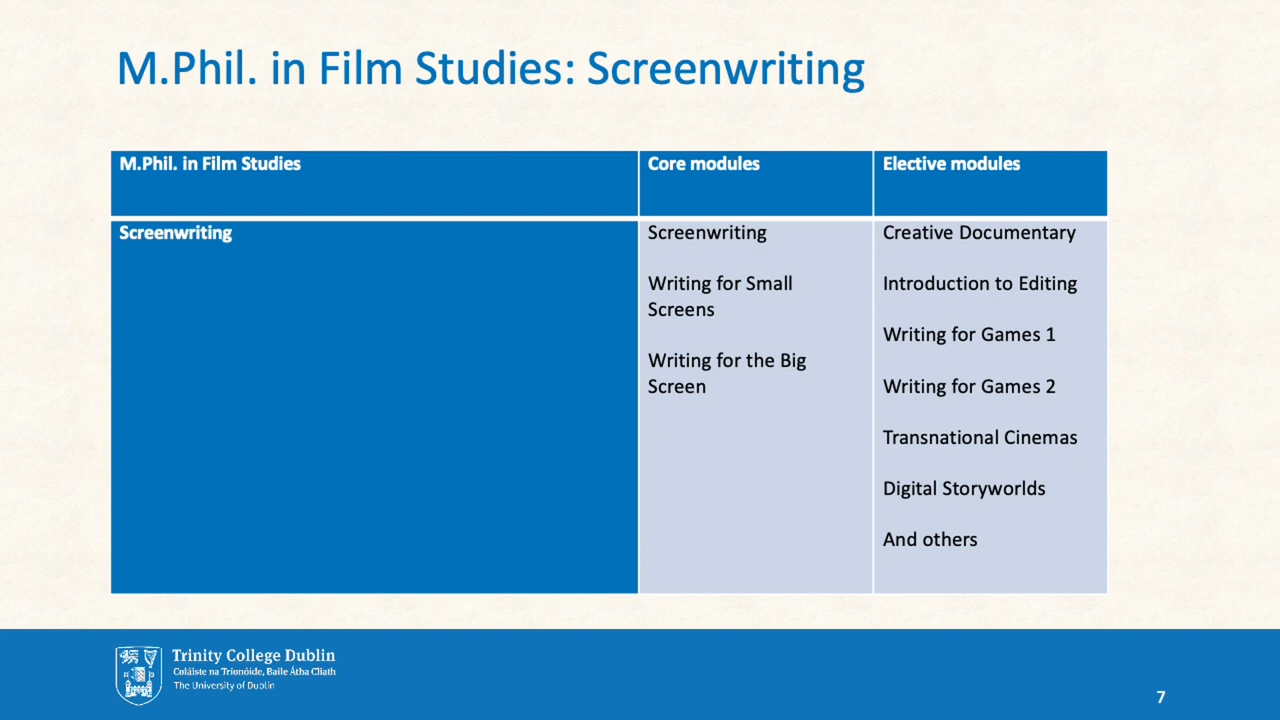 M.Phil. in Film Studies: Screenwriting
M.Phil. in Film Studies
Core modules
Elective modules
Screenwriting
Screenwriting
Writing for Small
Screens
Writing for the Big
Screen
Creative Documentary
Introduction to Editing
Writing for Games 1
Writing for Games 2
Transnational Cinemas
Digital Storyworlds
And others
Trinity College Dublin
Coláiste na Tríonóide, Baile Átha Cliath
The University of Dublin
7